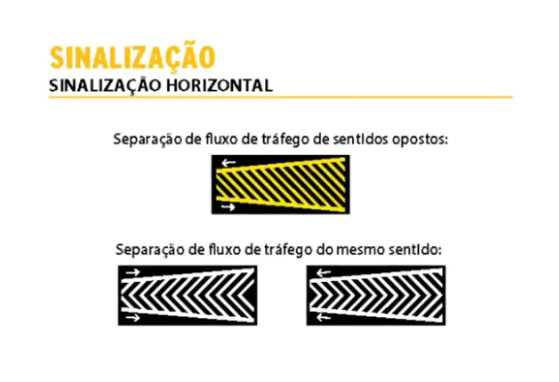 SINALIZAÇÃO
SINALIZAÇÃO HORIZONTAL
Separação de fluxo de tráfego de sentidos opostos:
Separação de fluxo de tráfego do mesmo sentido: